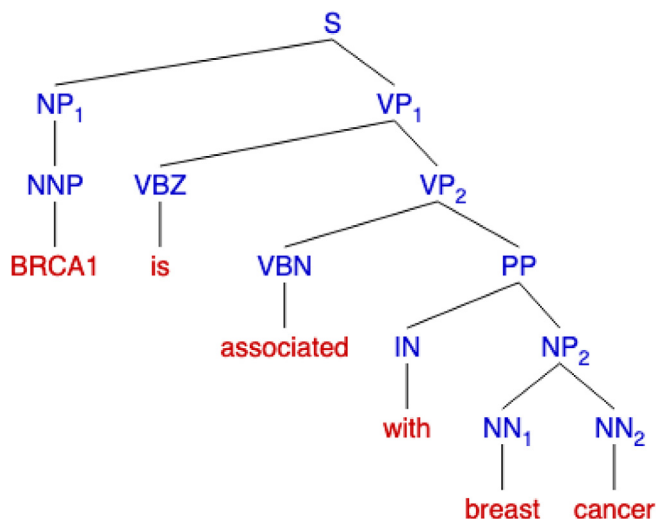 S
NP1 VP1
NNP VBZ VP2
BRCA1 is VBN PP
associated IN NP2
with NN1 NN2
breast cancer